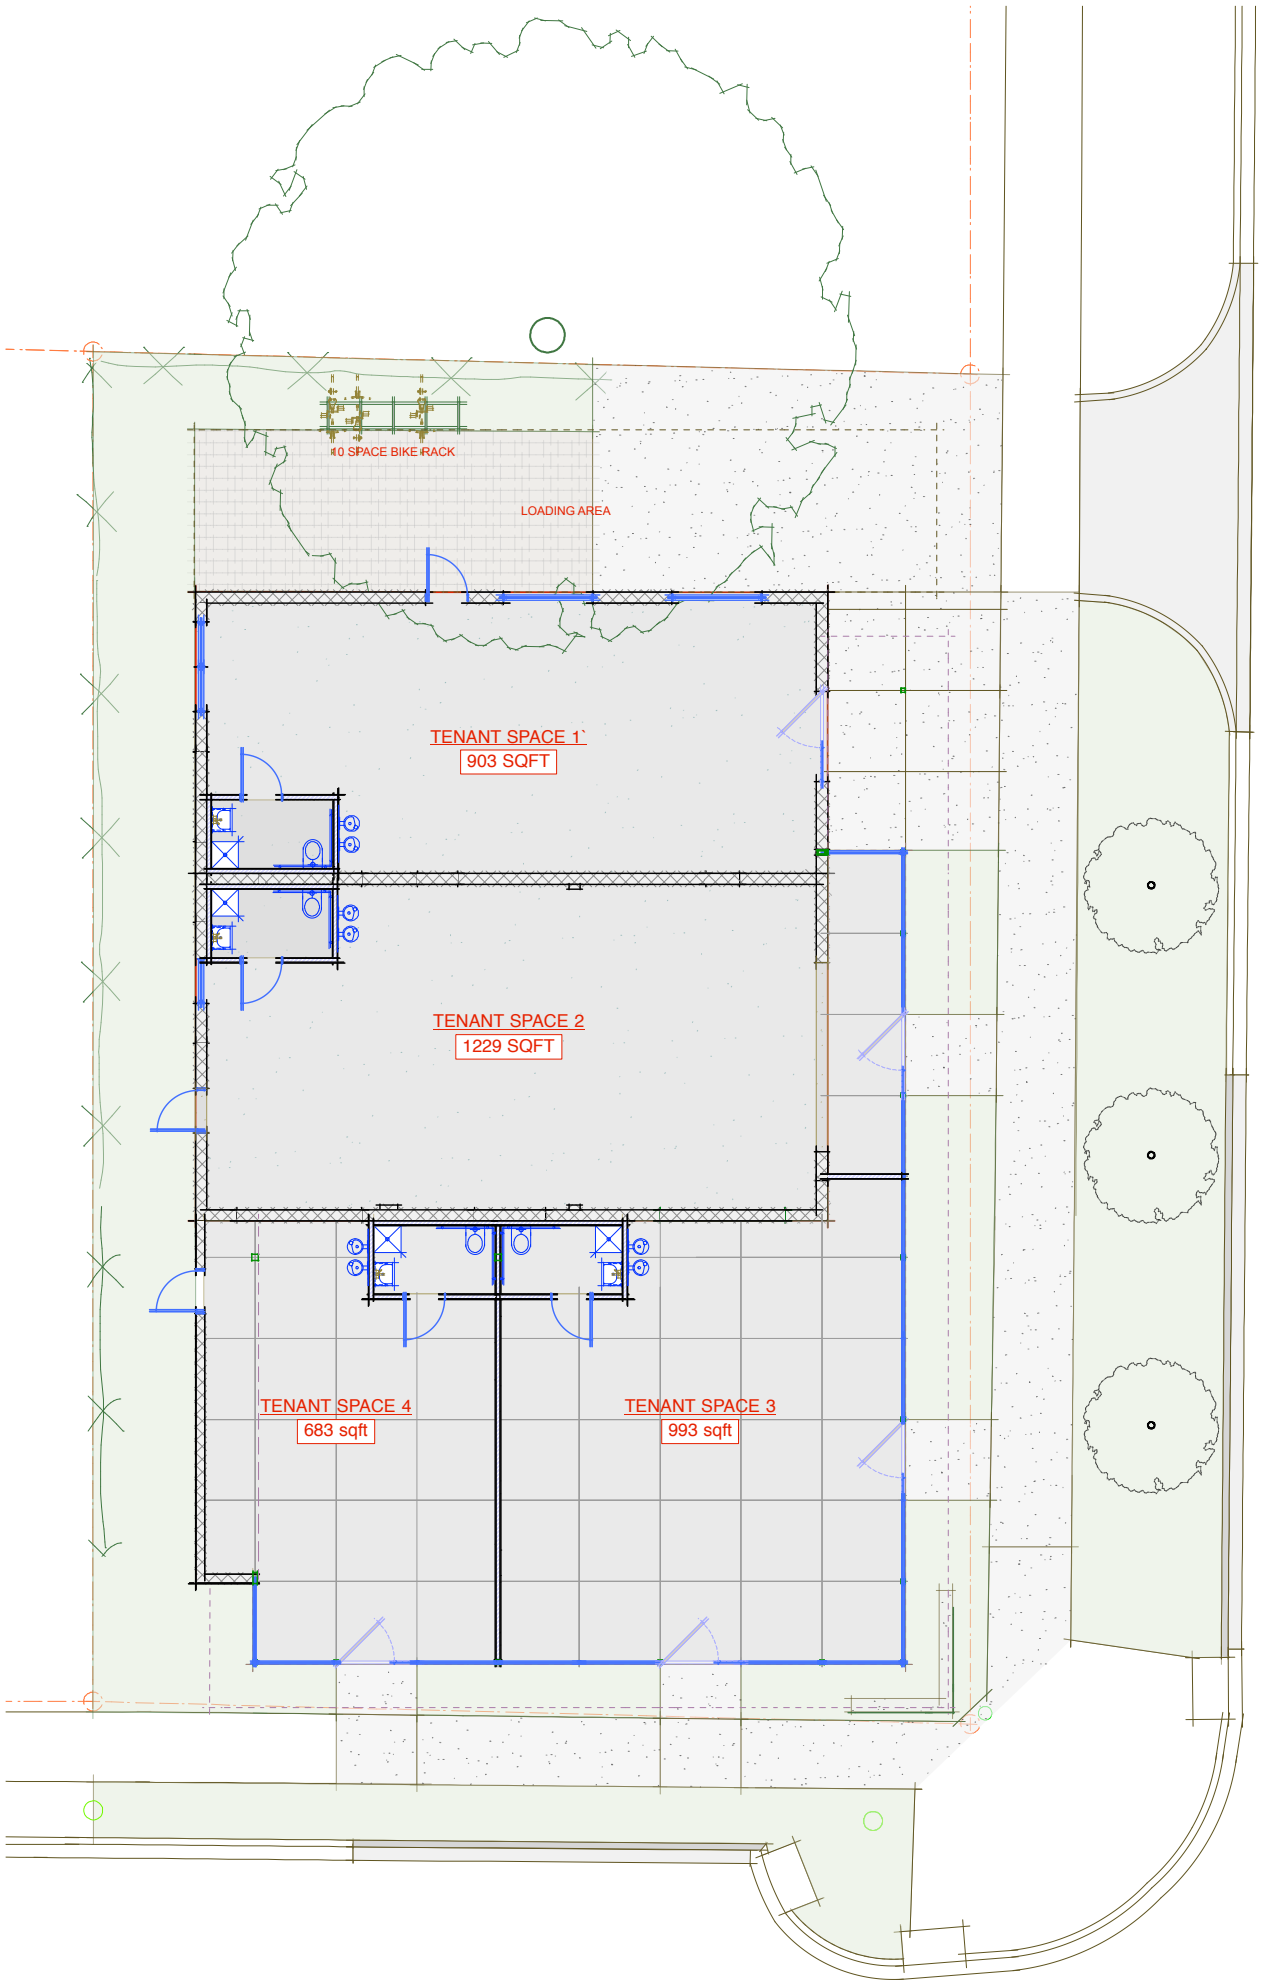 10 SPACE BIKE RACK
LOADING AREA
TENANT SPACE 1`
903 SQFT
TENANT SPACE 2
1229 SQFT
TENANT SPACE 4
683 sqft
TENANT SPACE 3
993 sqft